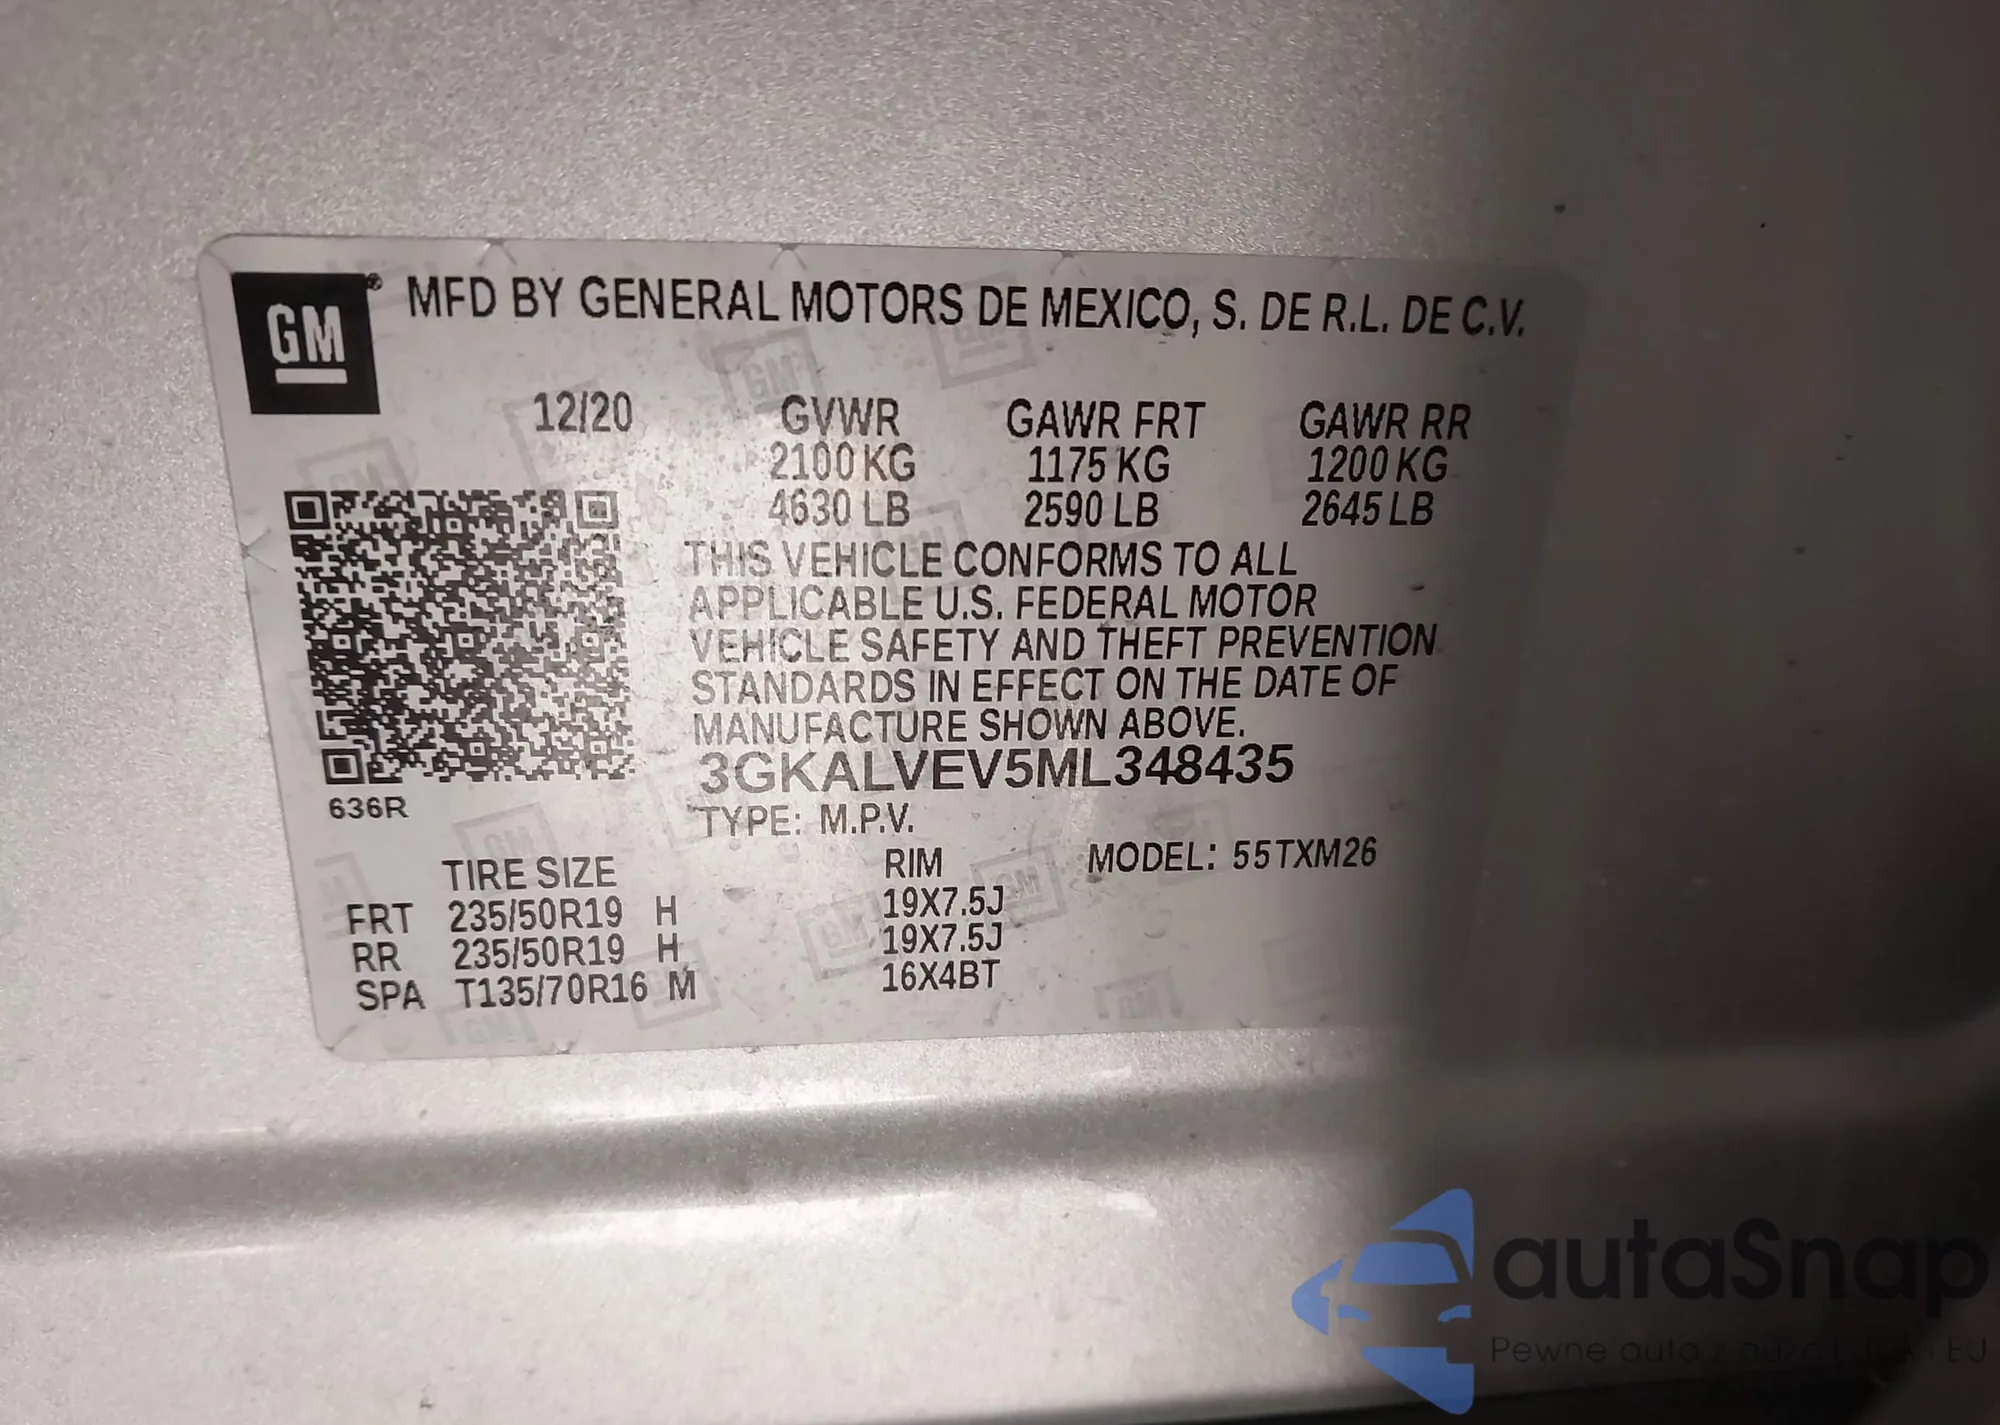 GM
MFD BY GENERAL MOTORS DE MEXICO, S. DE R.L. DE C.V.
12/20 GVWR GAWR FRT GAWR RR
2100 KG 1175 KG 1200 KG
4630 LB 2590 LB 2645 LB
THIS VEHICLE CONFORMS TO ALL
APPLICABLE U.S. FEDERAL MOTOR
VEHICLE SAFETY AND THEFT PREVENTION
STANDARDS IN EFFECT ON THE DATE OF
MANUFACTURE SHOWN ABOVE.
3GKALVEV5ML348435
636R
TYPE: M.P.V.
TIRE SIZE RIM MODEL: 55TXM26
FRT 235/50R19 H 19X7.5J
RR 235/50R19 H 19X7.5J
SPA T135/70R16 M 16X4BT
autaSnap
Pewne auta z EU